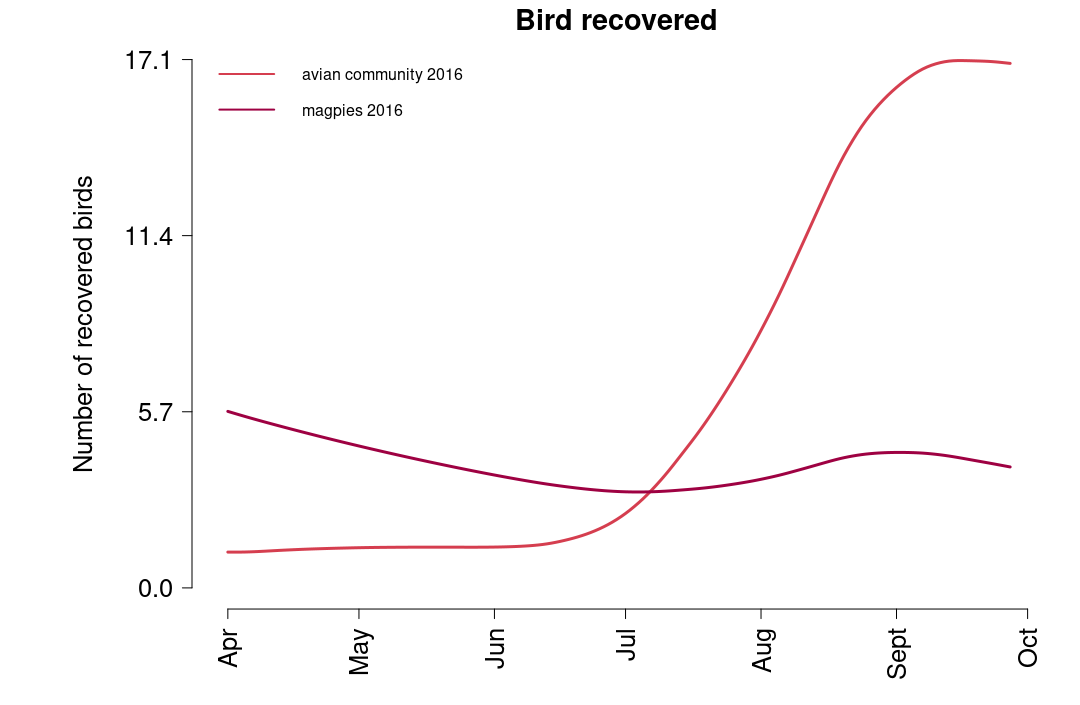 Bird recovered
17.1
avian community 2016
magpies 2016
11.4
5.7
0.0
Number of recovered birds
Apr
May
Jun
Jul
Aug
Sept
Oct